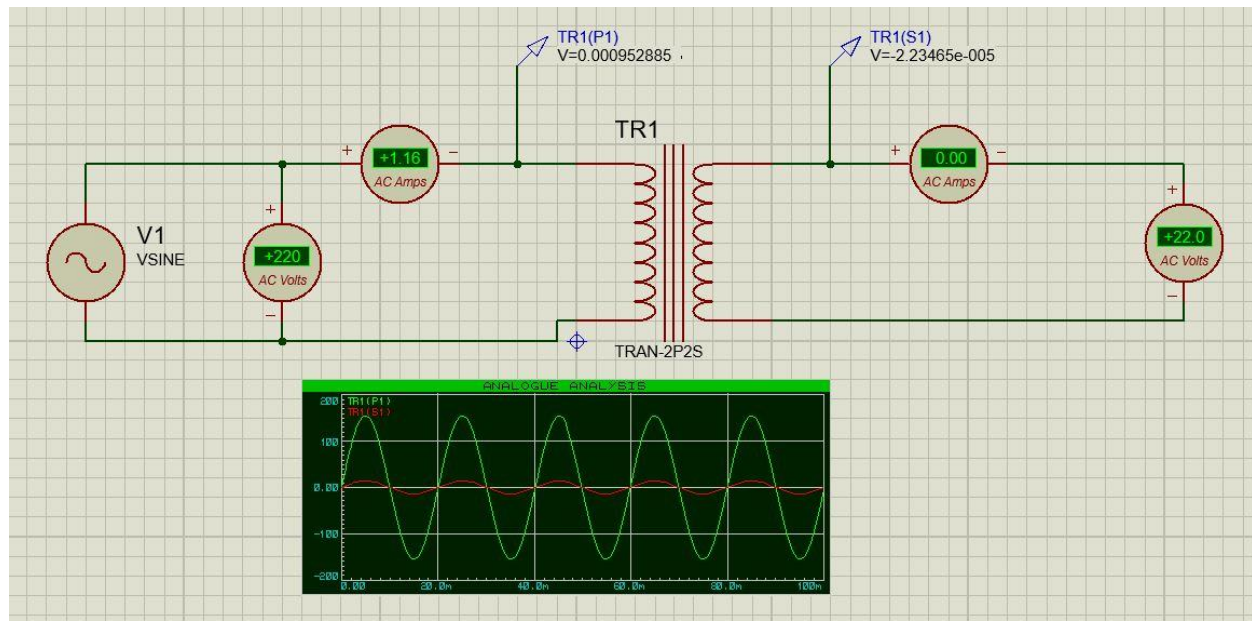 TR1(P1)
V=0.000952885
TR1(S1)
V=-2.23465e-005
TR1
+
+1.16
AC Amps
−
+
0.00
AC Amps
−
V1
VSINE
+
+220
AC Volts
−
+
+22.0
AC Volts
−
TRAN-2P2S
ANALOGUE ANALYSIS
200
TR1(P1)
TR1(S1)
100
0.00
-100
-200
0.00
20.0m
40.0m
60.0m
80.0m
100m